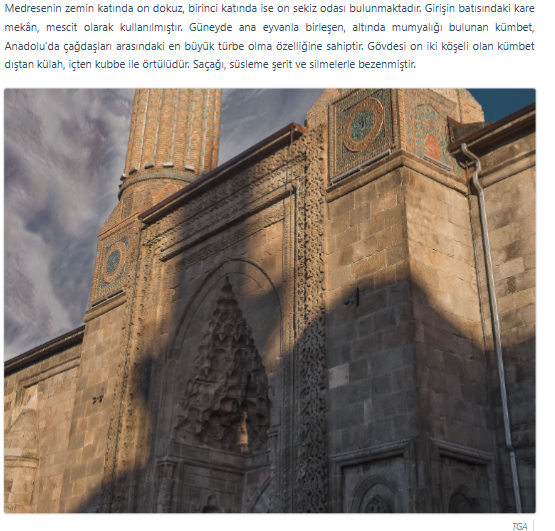 Medresenin zemin katında on dokuz, birinci katında ise on sekiz odası bulunmaktadır. Girişin batısındaki kare
mekân, mescit olarak kullanılmıştır. Güneyde ana eyvanla birleşen, altında mumyalığı bulunan kümbet,
Anadolu'da çağdaşları arasındaki en büyük türbe olma özelliğine sahiptir. Gövdesi on iki köşeli olan kümbet
dıştan külah, içten kubbe ile örtülüdür. Saçağı, süsleme şerit ve silmelerle bezenmiştir.
TGA